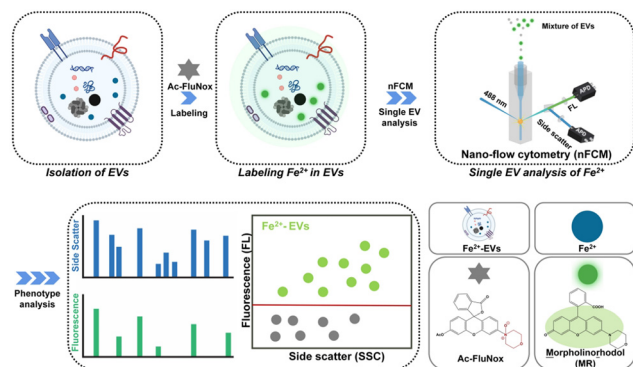 Mixture of EVs
Ac-FluNox
Labeling
nFCM
Single EV
analysis
488 nm
FL
APD
Side scatter
APD
Nano-flow cytometry (nFCM)
Isolation of EVs
Labeling Fe²⁺ in EVs
Single EV analysis of Fe²⁺
Phenotype
analysis
Side Scatter
Fluorescence
Fluorescence (FL)
Fe²⁺-EVs
Side scatter (SSC)
Fe²⁺-EVs
Fe²⁺
AcO
O
O
O
Ac-FluNox
COOH
O
O
N
O
Morpholinorhodol
(MR)